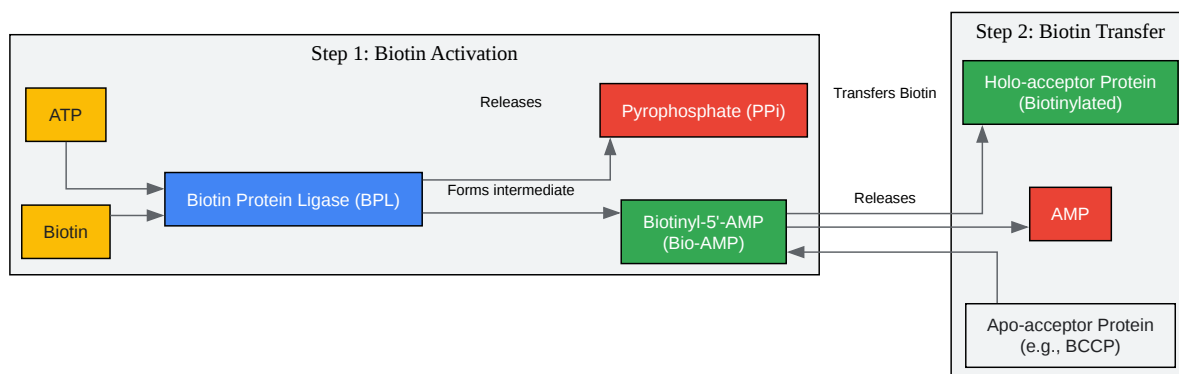 Step 1: Biotin Activation
ATP
Biotin
Biotin Protein Ligase (BPL)
Releases
Pyrophosphate (PPi)
Forms intermediate
Biotinyl-5'-AMP
(Bio-AMP)
Transfers Biotin
Releases
Step 2: Biotin Transfer
Holo-acceptor Protein
(Biotinylated)
AMP
Apo-acceptor Protein
(e.g., BCCP)